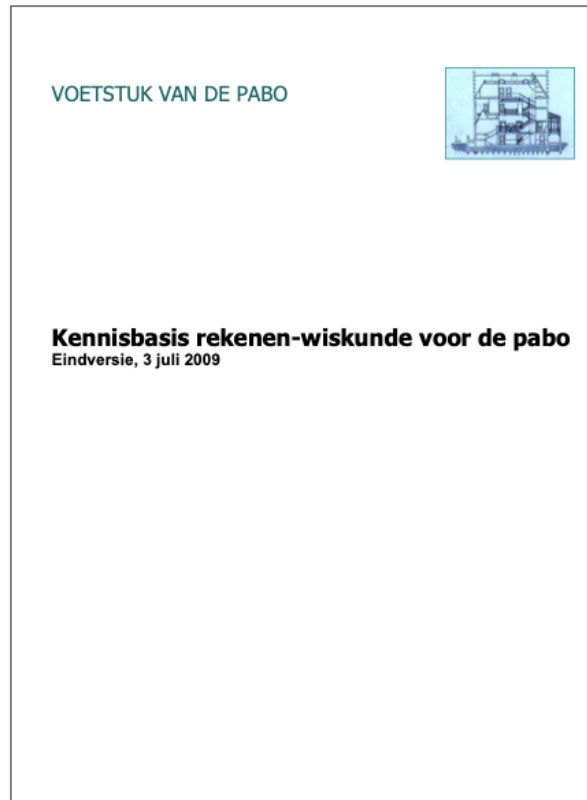 VOETSTUK VAN DE PABO
Kennisbasis rekenen-wiskunde voor de pabo
Eindversie, 3 juli 2009